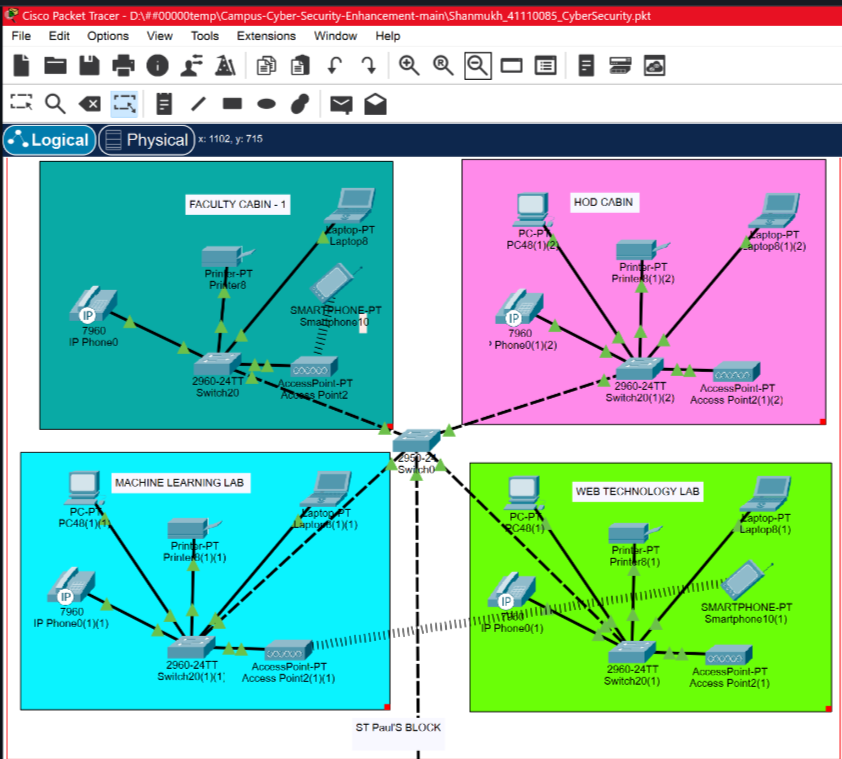 Cisco Packet Tracer - D:\##00000temp\Campus-Cyber-Security-Enhancement-main\Shanmukh_41110085_CyberSecurity.pkt
File Edit Options View Tools Extensions Window Help
Logical Physical x: 1102, y: 715
FACULTY CABIN - 1
Laptop-PT
Laptop8
Printer-PT
Printer8
SMARTPHONE-PT
Smartphone10
IP
7960
IP Phone0
2960-24TT
Switch20
AccessPoint-PT
Access Point2
HOD CABIN
PC-PT
PC48(1)(2)
Laptop-PT
Laptop8(1)(2)
Printer-PT
Printer8(1)(2)
IP
7960
Phone0(1)(2)
2960-24TT
Switch20(1)(2)
AccessPoint-PT
Access Point2(1)(2)
2950-24
Switch0
MACHINE LEARNING LAB
PC-PT
PC48(1)(1)
Laptop-PT
Laptop8(1)(1)
Printer-PT
Printer8(1)(1)
IP
7960
IP Phone0(1)(1)
2960-24TT
Switch20(1)(1)
AccessPoint-PT
Access Point2(1)(1)
WEB TECHNOLOGY LAB
PC-PT
PC48(1)
Laptop-PT
Laptop8(1)
Printer-PT
Printer8(1)
IP
7960
IP Phone0(1)
SMARTPHONE-PT
Smartphone10(1)
2960-24TT
Switch20(1)
AccessPoint-PT
Access Point2(1)
ST Paul'S BLOCK